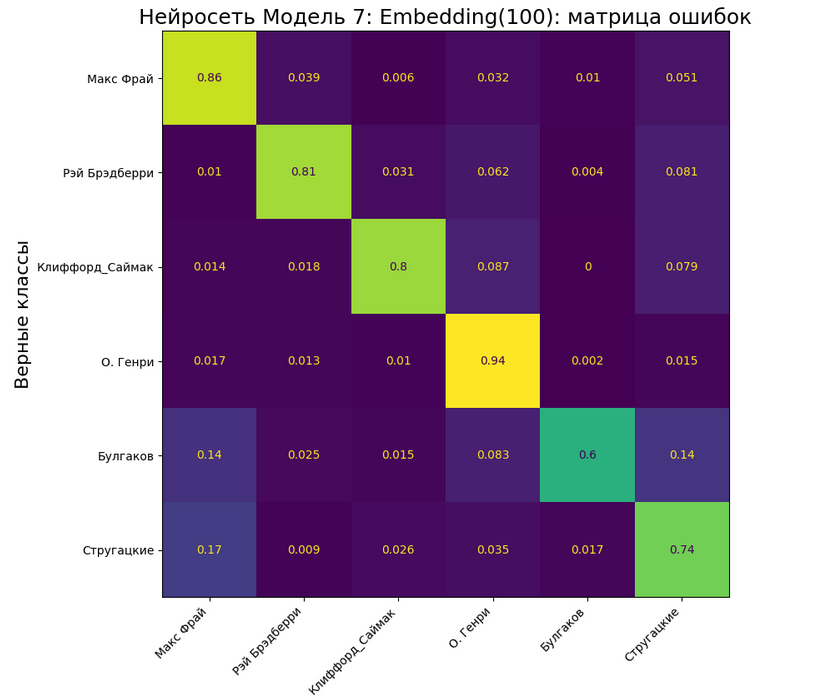 Нейросеть Модель 7: Embedding(100): матрица ошибок
Верные классы
Макс Фрай 0.86 0.039 0.006 0.032 0.01 0.051
Рэй Брэдберри 0.01 0.81 0.031 0.062 0.004 0.081
Клиффорд_Саймак 0.014 0.018 0.8 0.087 0 0.079
О. Генри 0.017 0.013 0.01 0.94 0.002 0.015
Булгаков 0.14 0.025 0.015 0.083 0.6 0.14
Стругацкие 0.17 0.009 0.026 0.035 0.017 0.74
Макс Фрай Рэй Брэдберри Клиффорд_Саймак О. Генри Булгаков Стругацкие